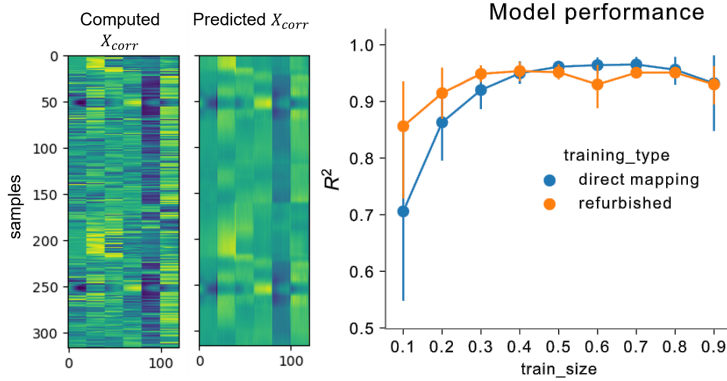 Computed
X_corr
Predicted X_corr
0
50
100
150
200
250
300
samples
0
100
0
100
Model performance
1.0
0.9
0.8
0.7
0.6
0.5
R²
training_type
direct mapping
refurbished
0.1 0.2 0.3 0.4 0.5 0.6 0.7 0.8 0.9
train_size